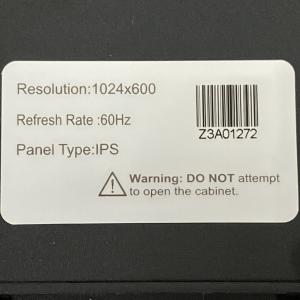 Resolution:1024x600
Refresh Rate :60Hz
Z3A01272
Panel Type:IPS
Warning: DO NOT attempt
to open the cabinet.